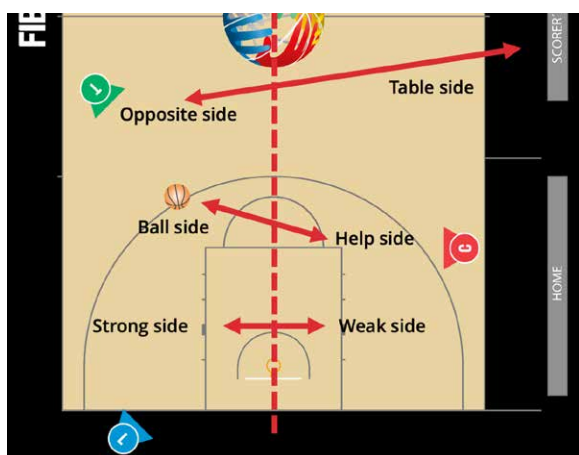 FIB
SCORER'
Table side
T
Opposite side
Ball side
Help side
C
HOME
Strong side
Weak side
L